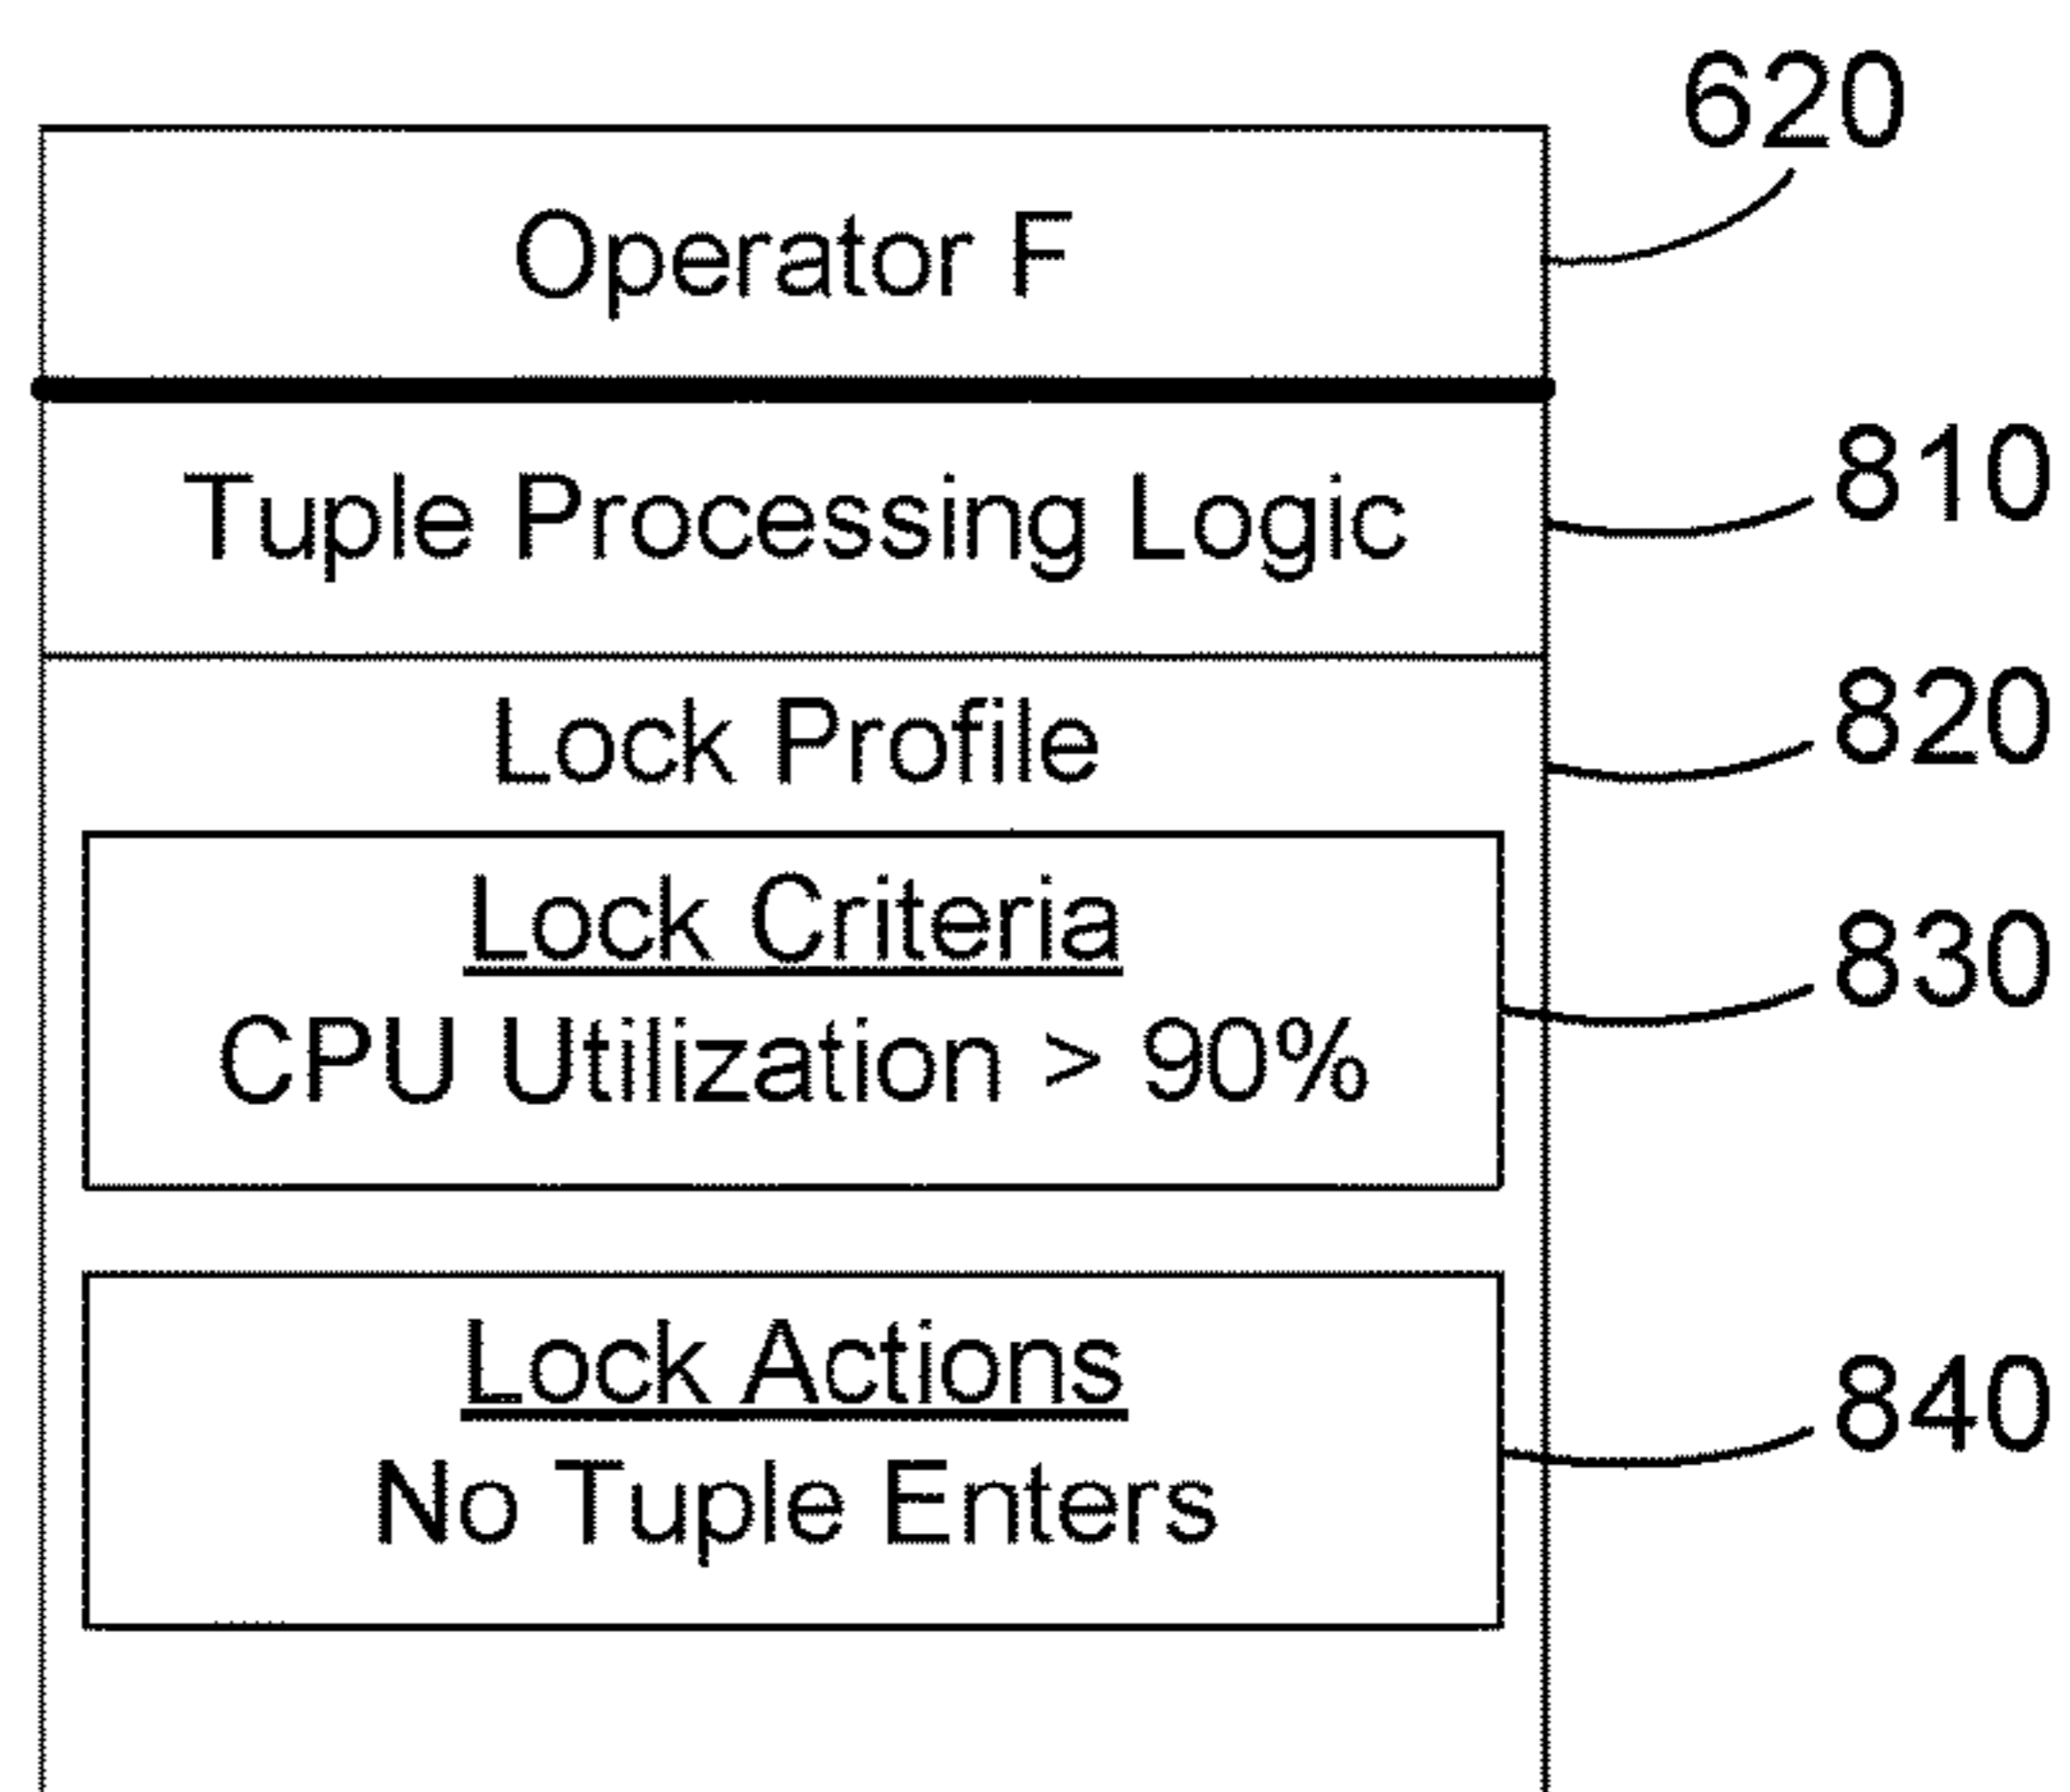 620
Operator F
Tuple Processing Logic
810
Lock Profile
820
Lock Criteria
CPU Utilization > 90%
830
Lock Actions
No Tuple Enters
840